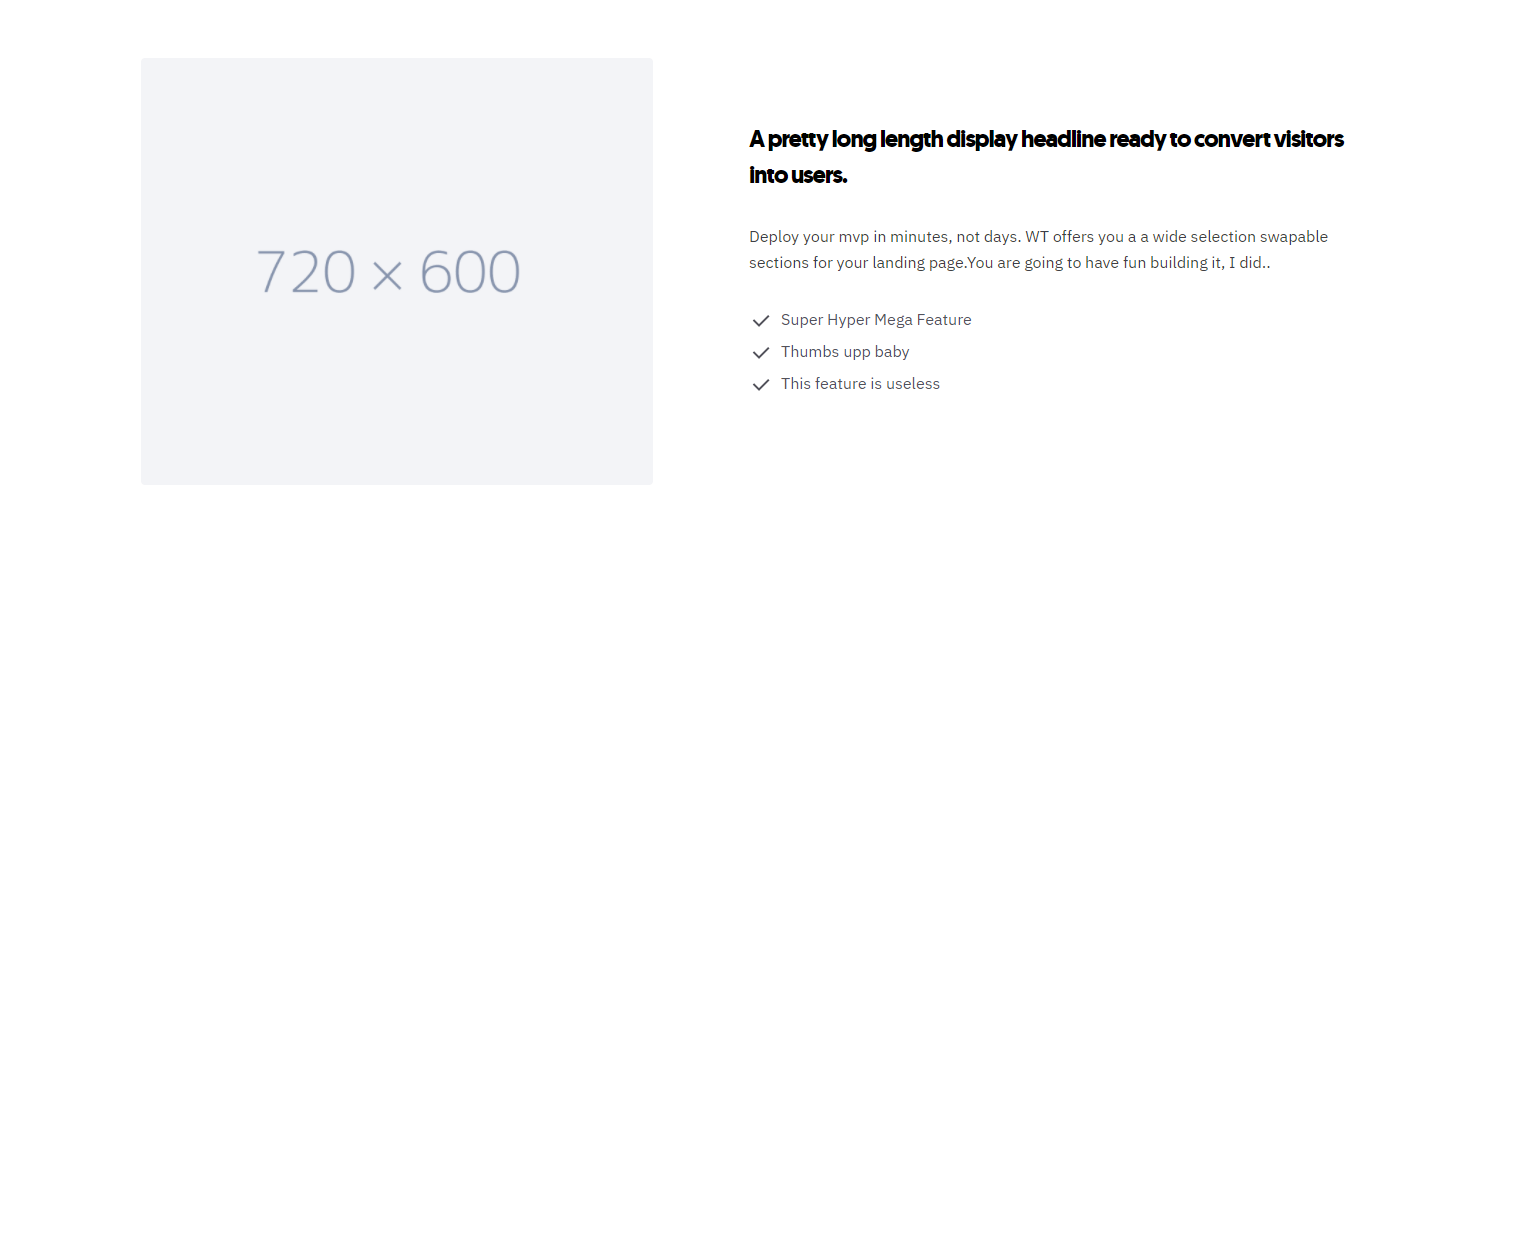 720 × 600
A pretty long length display headline ready to convert visitors
into users.
Deploy your mvp in minutes, not days. WT offers you a a wide selection swapable
sections for your landing page.You are going to have fun building it, I did..
Super Hyper Mega Feature
Thumbs upp baby
This feature is useless